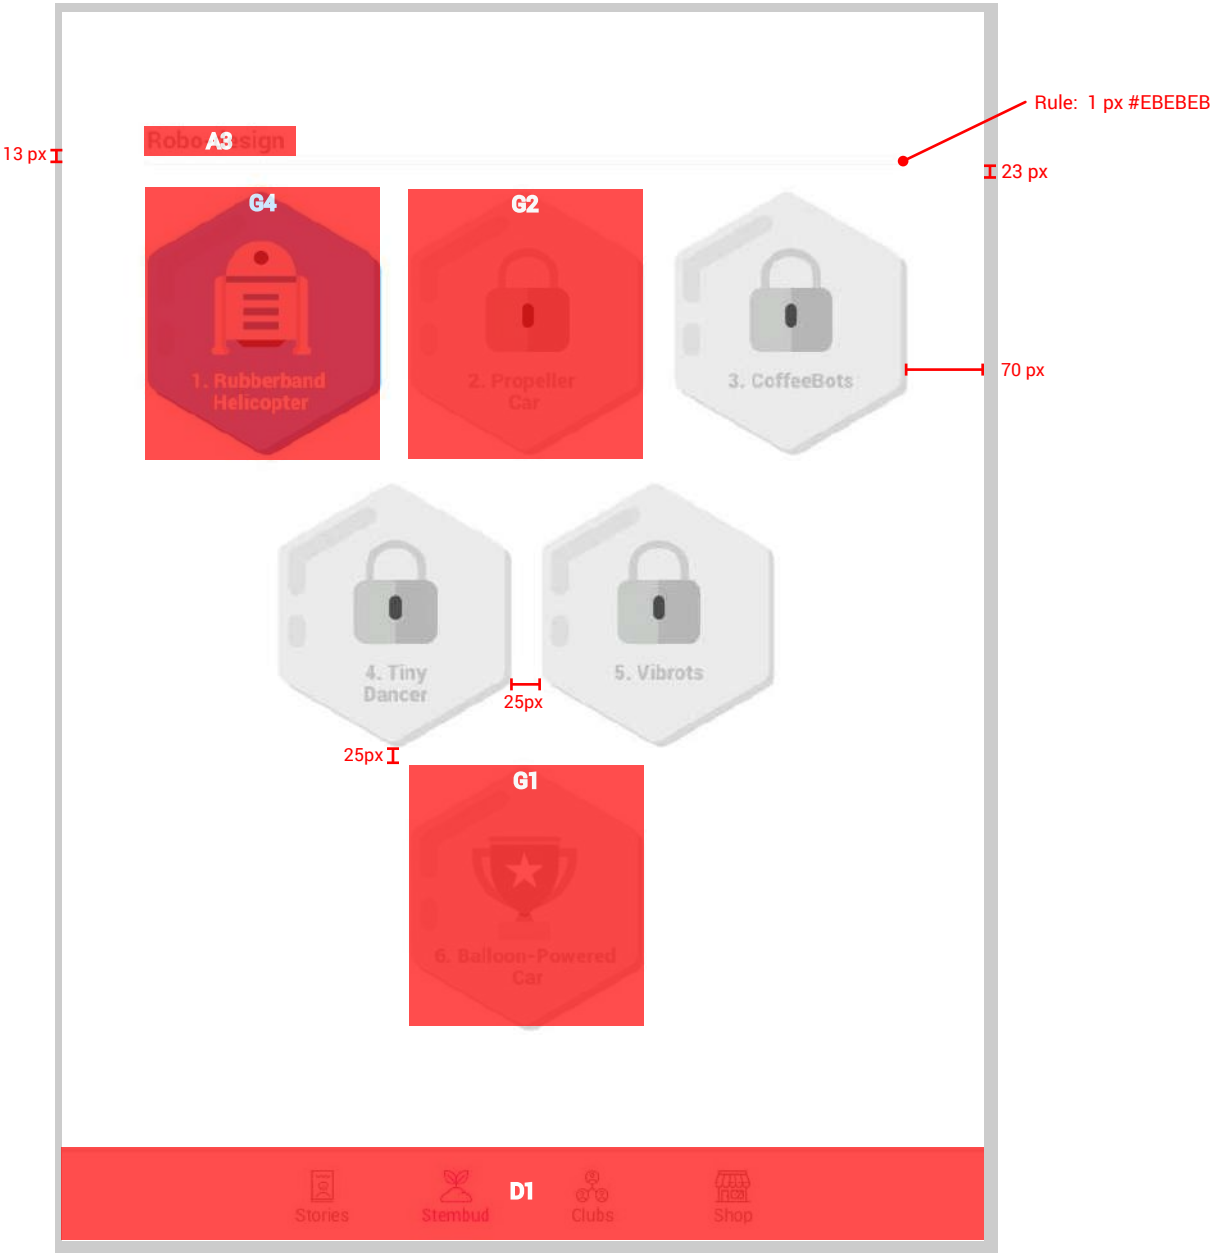 Rule: 1 px #EBEBEB
Robo Design
A3
13 px
23 px
G4
G2
1. Rubberband
Helicopter
2. Propeller
Car
3. CoffeeBots
70 px
4. Tiny
Dancer
5. Vibrots
25px
25px
G1
6. Balloon-Powered
Car
D1
Stories
Stembud
Clubs
Shop